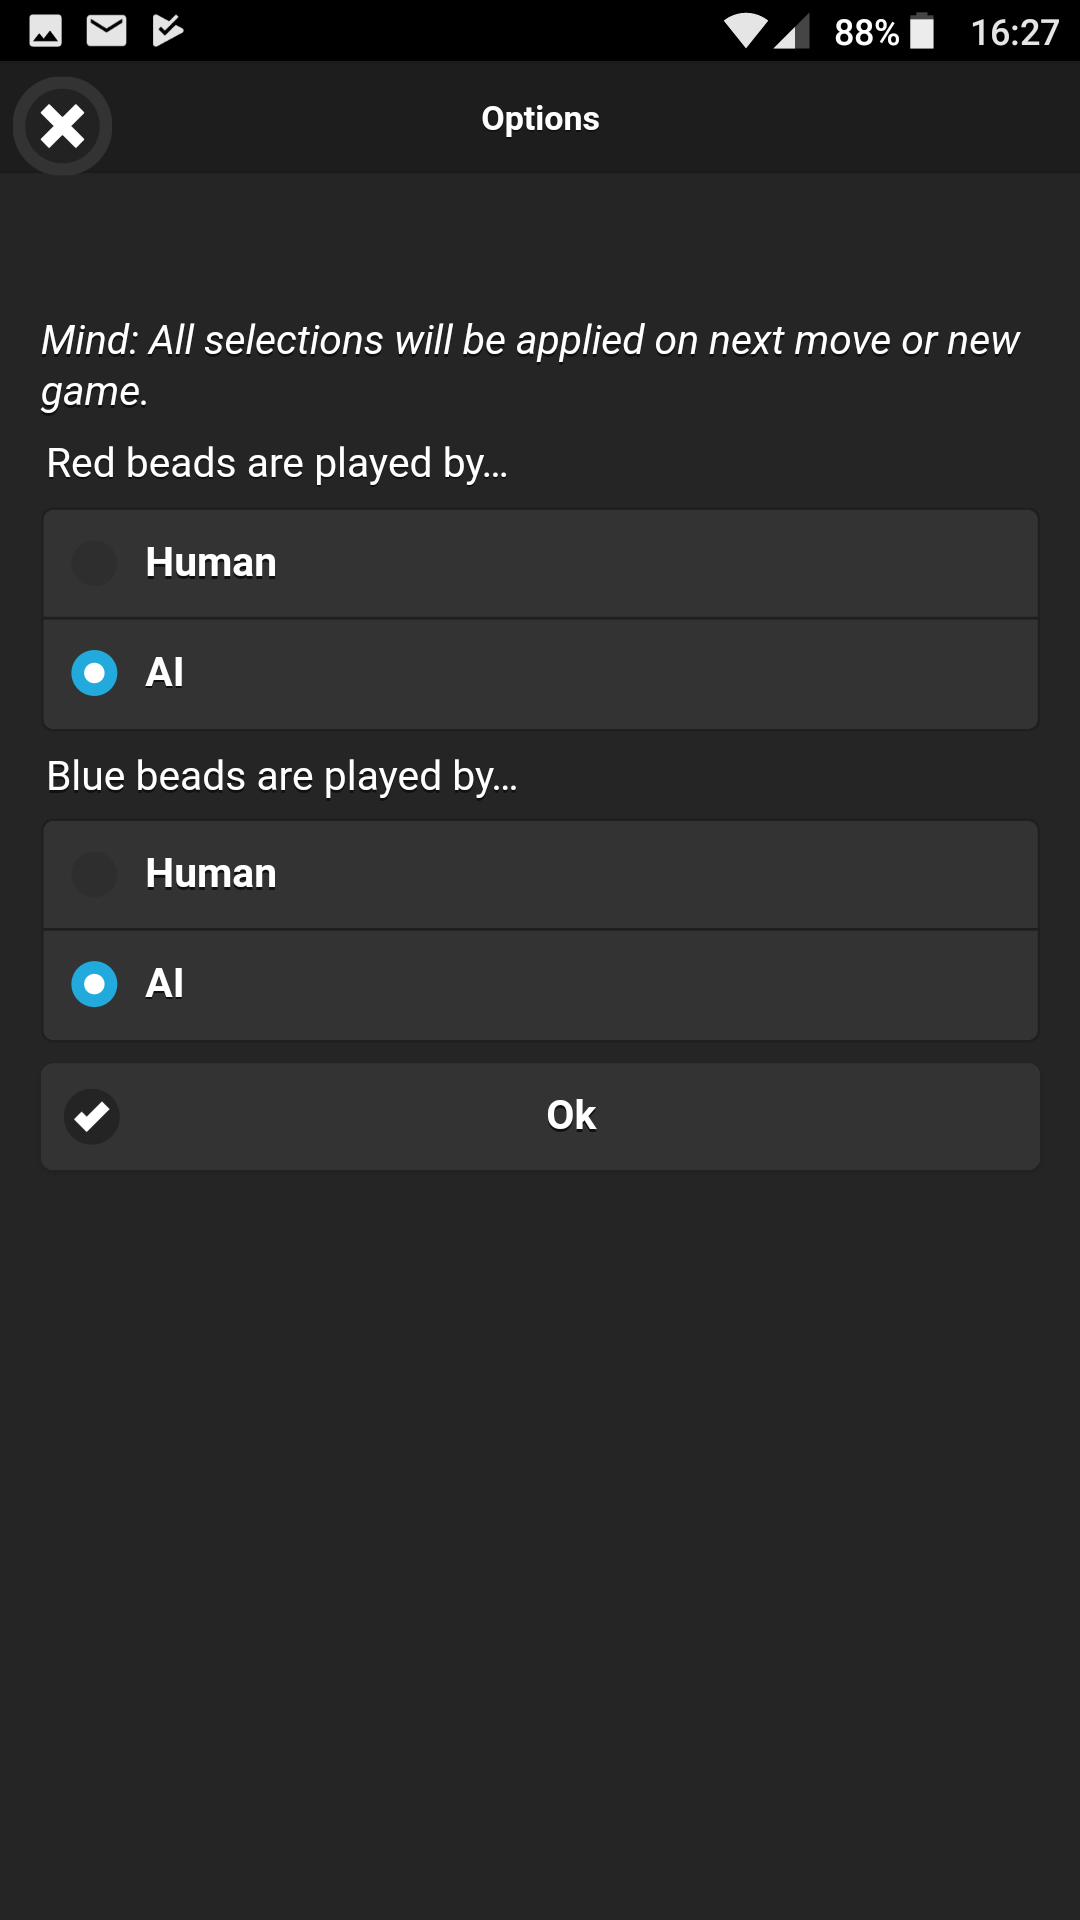 88% 16:27
Options
Mind: All selections will be applied on next move or new
game.
Red beads are played by...
Human
AI
Blue beads are played by...
Human
AI
Ok